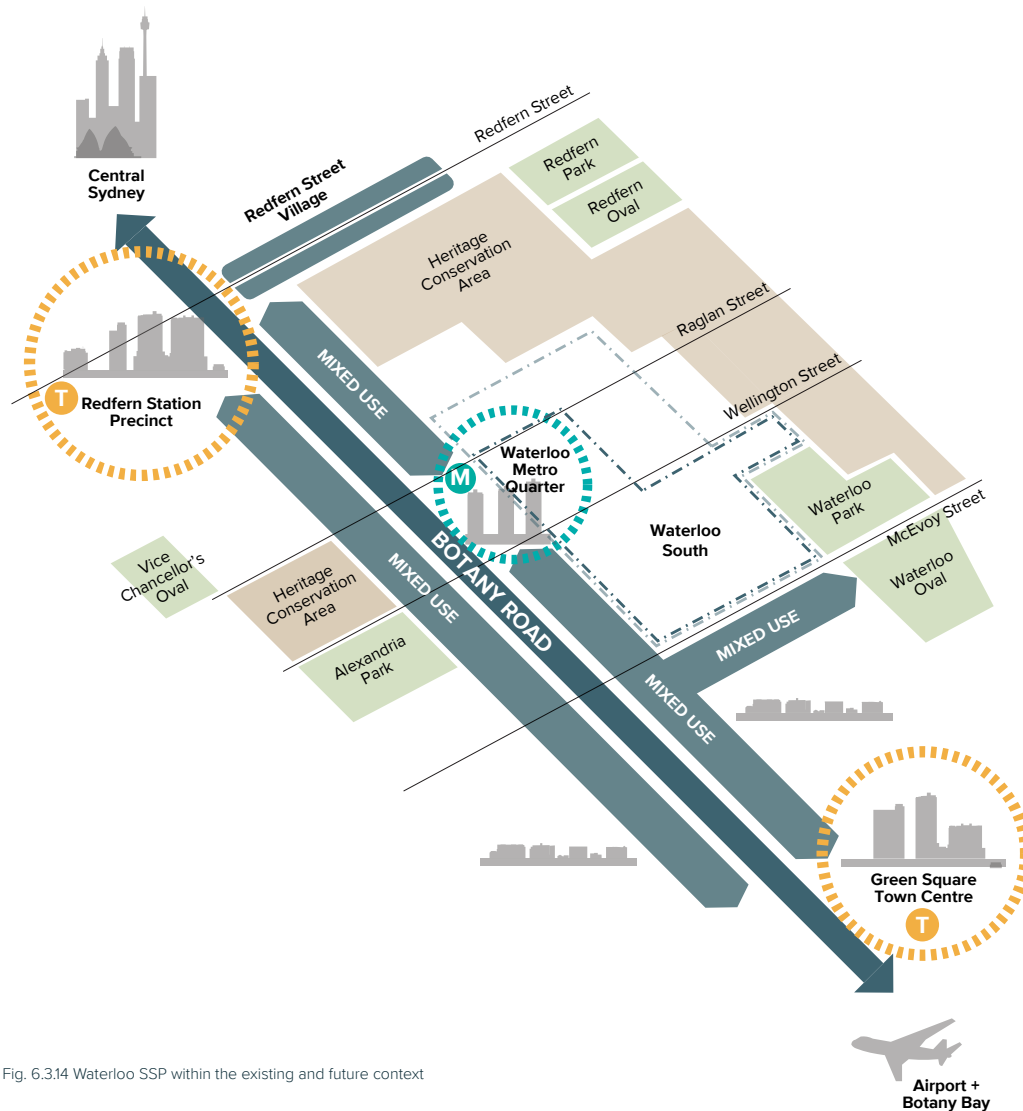 Central
Sydney
Redfern Street
Redfern Street
Village
Redfern
Park
Redfern
Oval
Heritage
Conservation
Area
Raglan Street
Wellington Street
MIXED USE
T
Redfern Station
Precinct
M
Waterloo
Metro
Quarter
Waterloo
South
Waterloo
Park
McEvoy Street
Waterloo
Oval
Vice
Chancellor's
Oval
Heritage
Conservation
Area
Alexandria
Park
MIXED USE
BOTANY ROAD
MIXED USE
MIXED USE
Green Square
Town Centre
T
Airport +
Botany Bay
Fig. 6.3.14 Waterloo SSP within the existing and future context